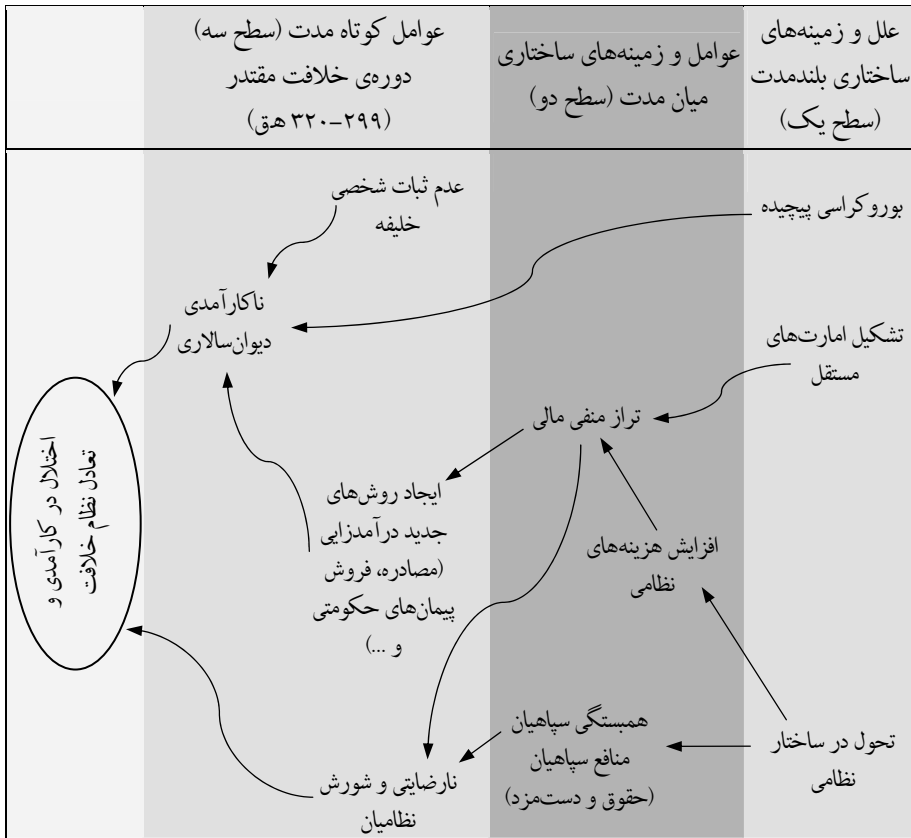 علل و زمینه‌های
ساختاری بلندمدت
(سطح یک)
عوامل و زمینه‌های ساختاری
میان مدت (سطح دو)
عوامل کوتاه مدت (سطح سه)
دوره‌ی خلافت مقتدر
(۲۹۹-۳۲۰ هـق)
بوروکراسی پیچیده
تشکیل امارت‌های
مستقل
تحول در ساختار
نظامی
تراز منفی مالی
افزایش هزینه‌های
نظامی
همبستگی سپاهیان
منافع سپاهیان
(حقوق و دست‌مزد)
عدم ثبات شخصی
خلیفه
ناکارآمدی
دیوان‌سالاری
ایجاد روش‌های
جدید درآمدزایی
(مصادره، فروش
پیمان‌های حکومتی
و ...)
نارضایتی و شورش
نظامیان
اختلال در کارآمدی و
تعادل نظام خلافت